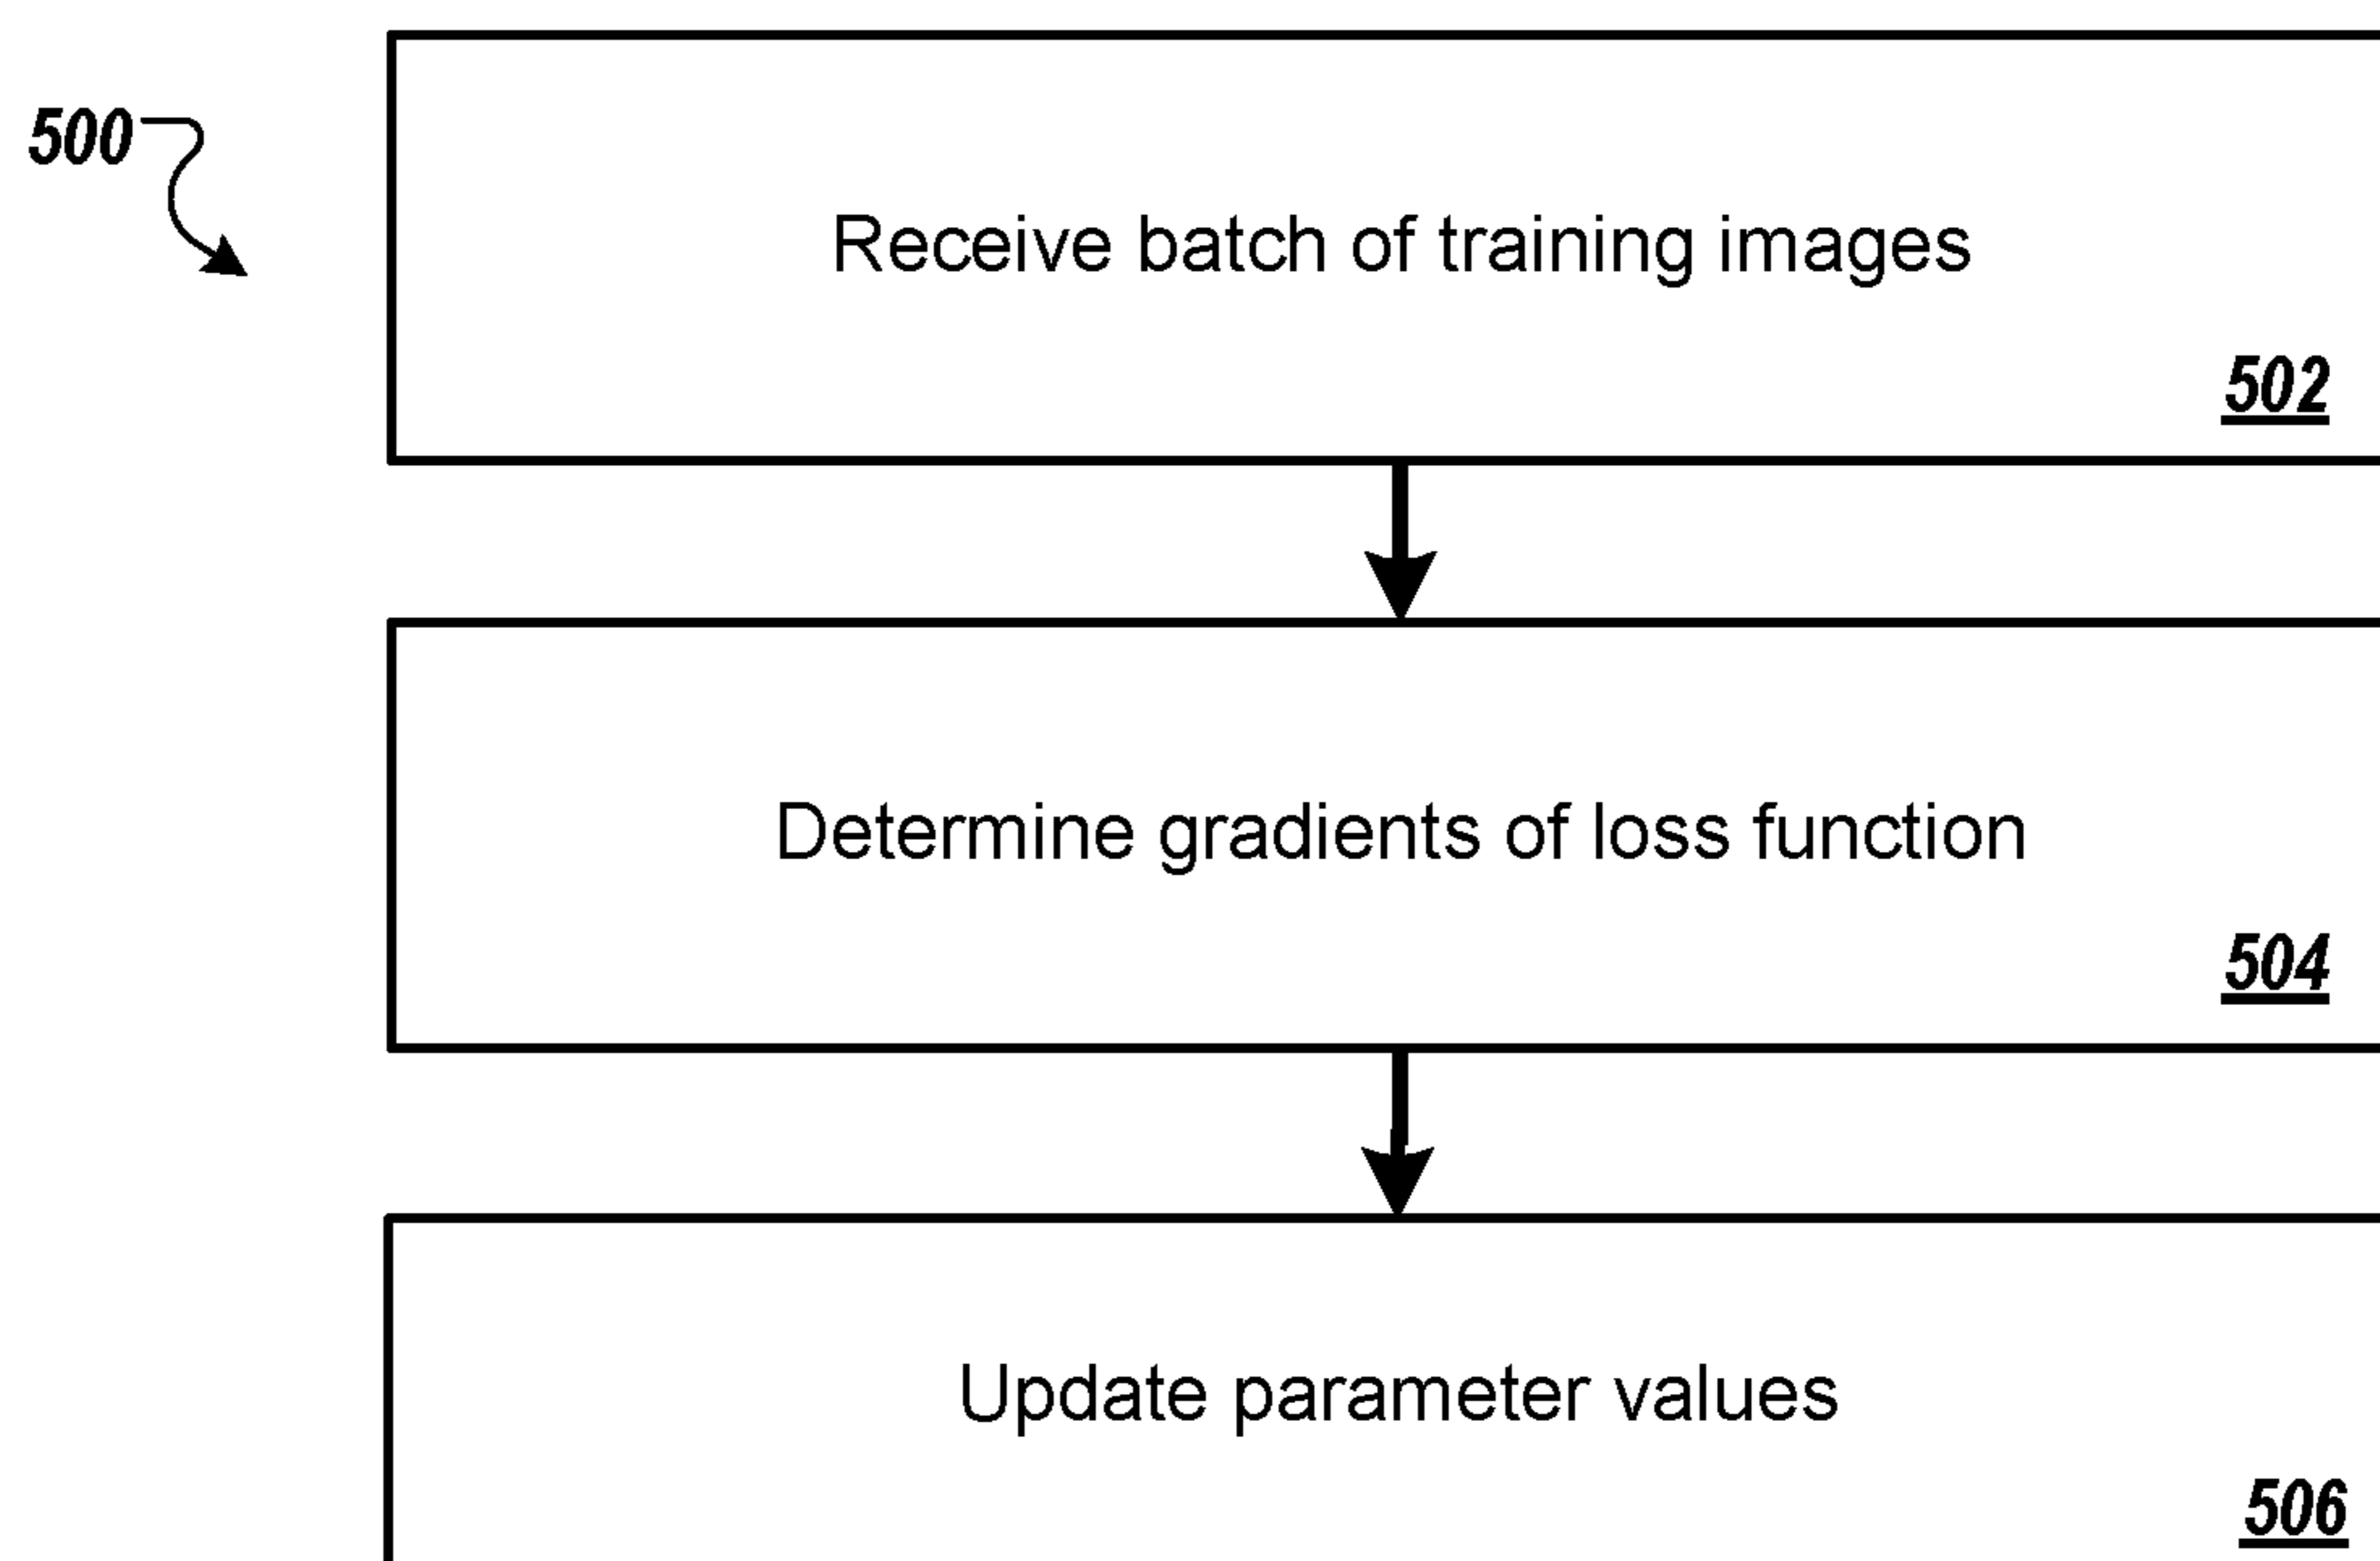 500
Receive batch of training images
502
Determine gradients of loss function
504
Update parameter values
506